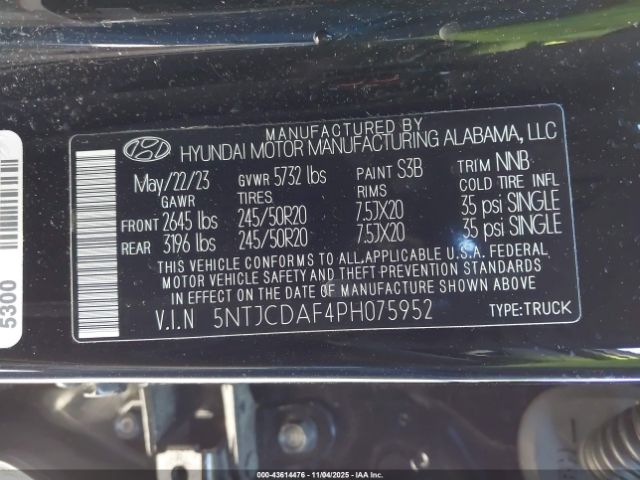 MANUFACTURED BY
HYUNDAI MOTOR MANUFACTURING ALABAMA, LLC
May/22/23 GVWR 5732 lbs PAINT S3B TRIM NNB
GAWR TIRES RIMS COLD TIRE INFL
FRONT 2645 lbs 245/50R20 7.5JX20 35 psi SINGLE
REAR 3196 lbs 245/50R20 7.5JX20 35 psi SINGLE
THIS VEHICLE CONFORMS TO ALL APPLICABLE U.S.A. FEDERAL
MOTOR VEHICLE SAFETY AND THEFT PREVENTION STANDARDS
IN EFFECT ON THE DATE OF MANUFACTURE SHOWN ABOVE
V.I.N 5NTJCDAF4PH075952 TYPE:TRUCK
5300
000-43614476 - 11/04/2025 - IAAI.COM